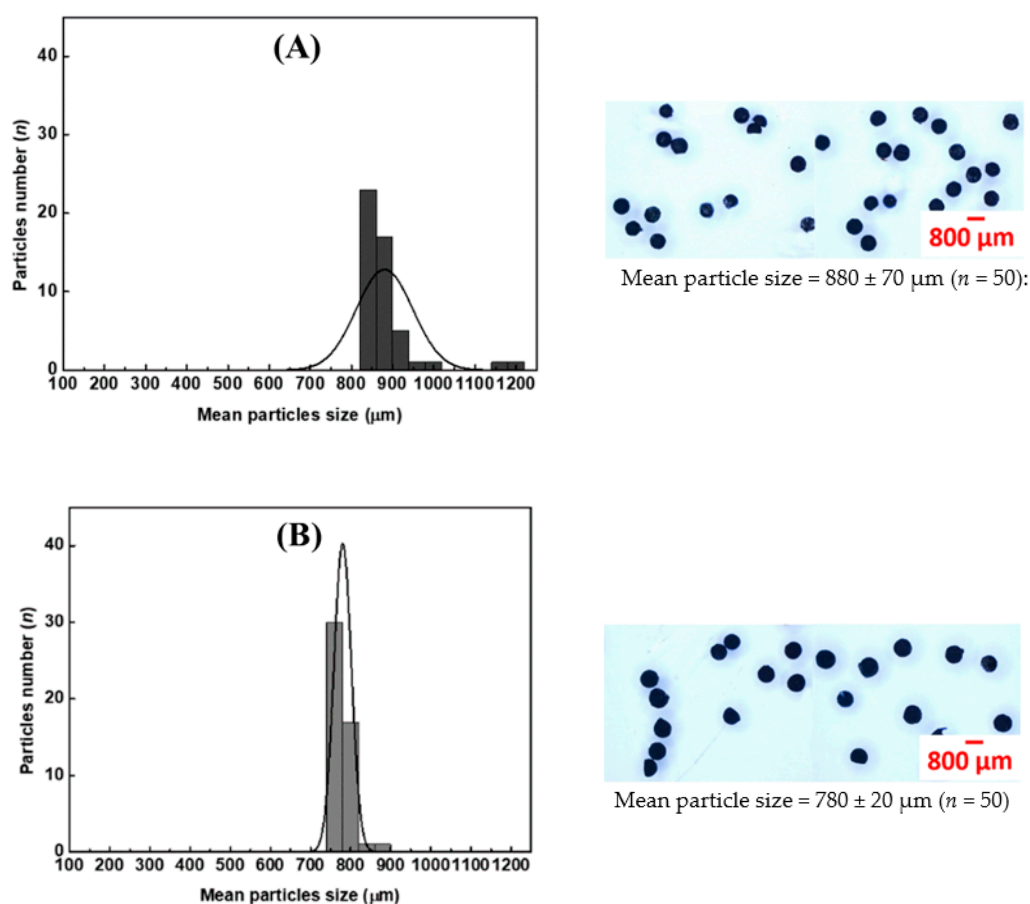 (A)
Particles number (n)
40
30
20
10
0
100 200 300 400 500 600 700 800 900 1000 1100 1200
Mean particles size (μm)
800 μm
Mean particle size = 880 ± 70 μm (n = 50):
(B)
Particles number (n)
40
30
20
10
0
100 200 300 400 500 600 700 800 900 1000 1100 1200
Mean particles size (μm)
800 μm
Mean particle size = 780 ± 20 μm (n = 50)